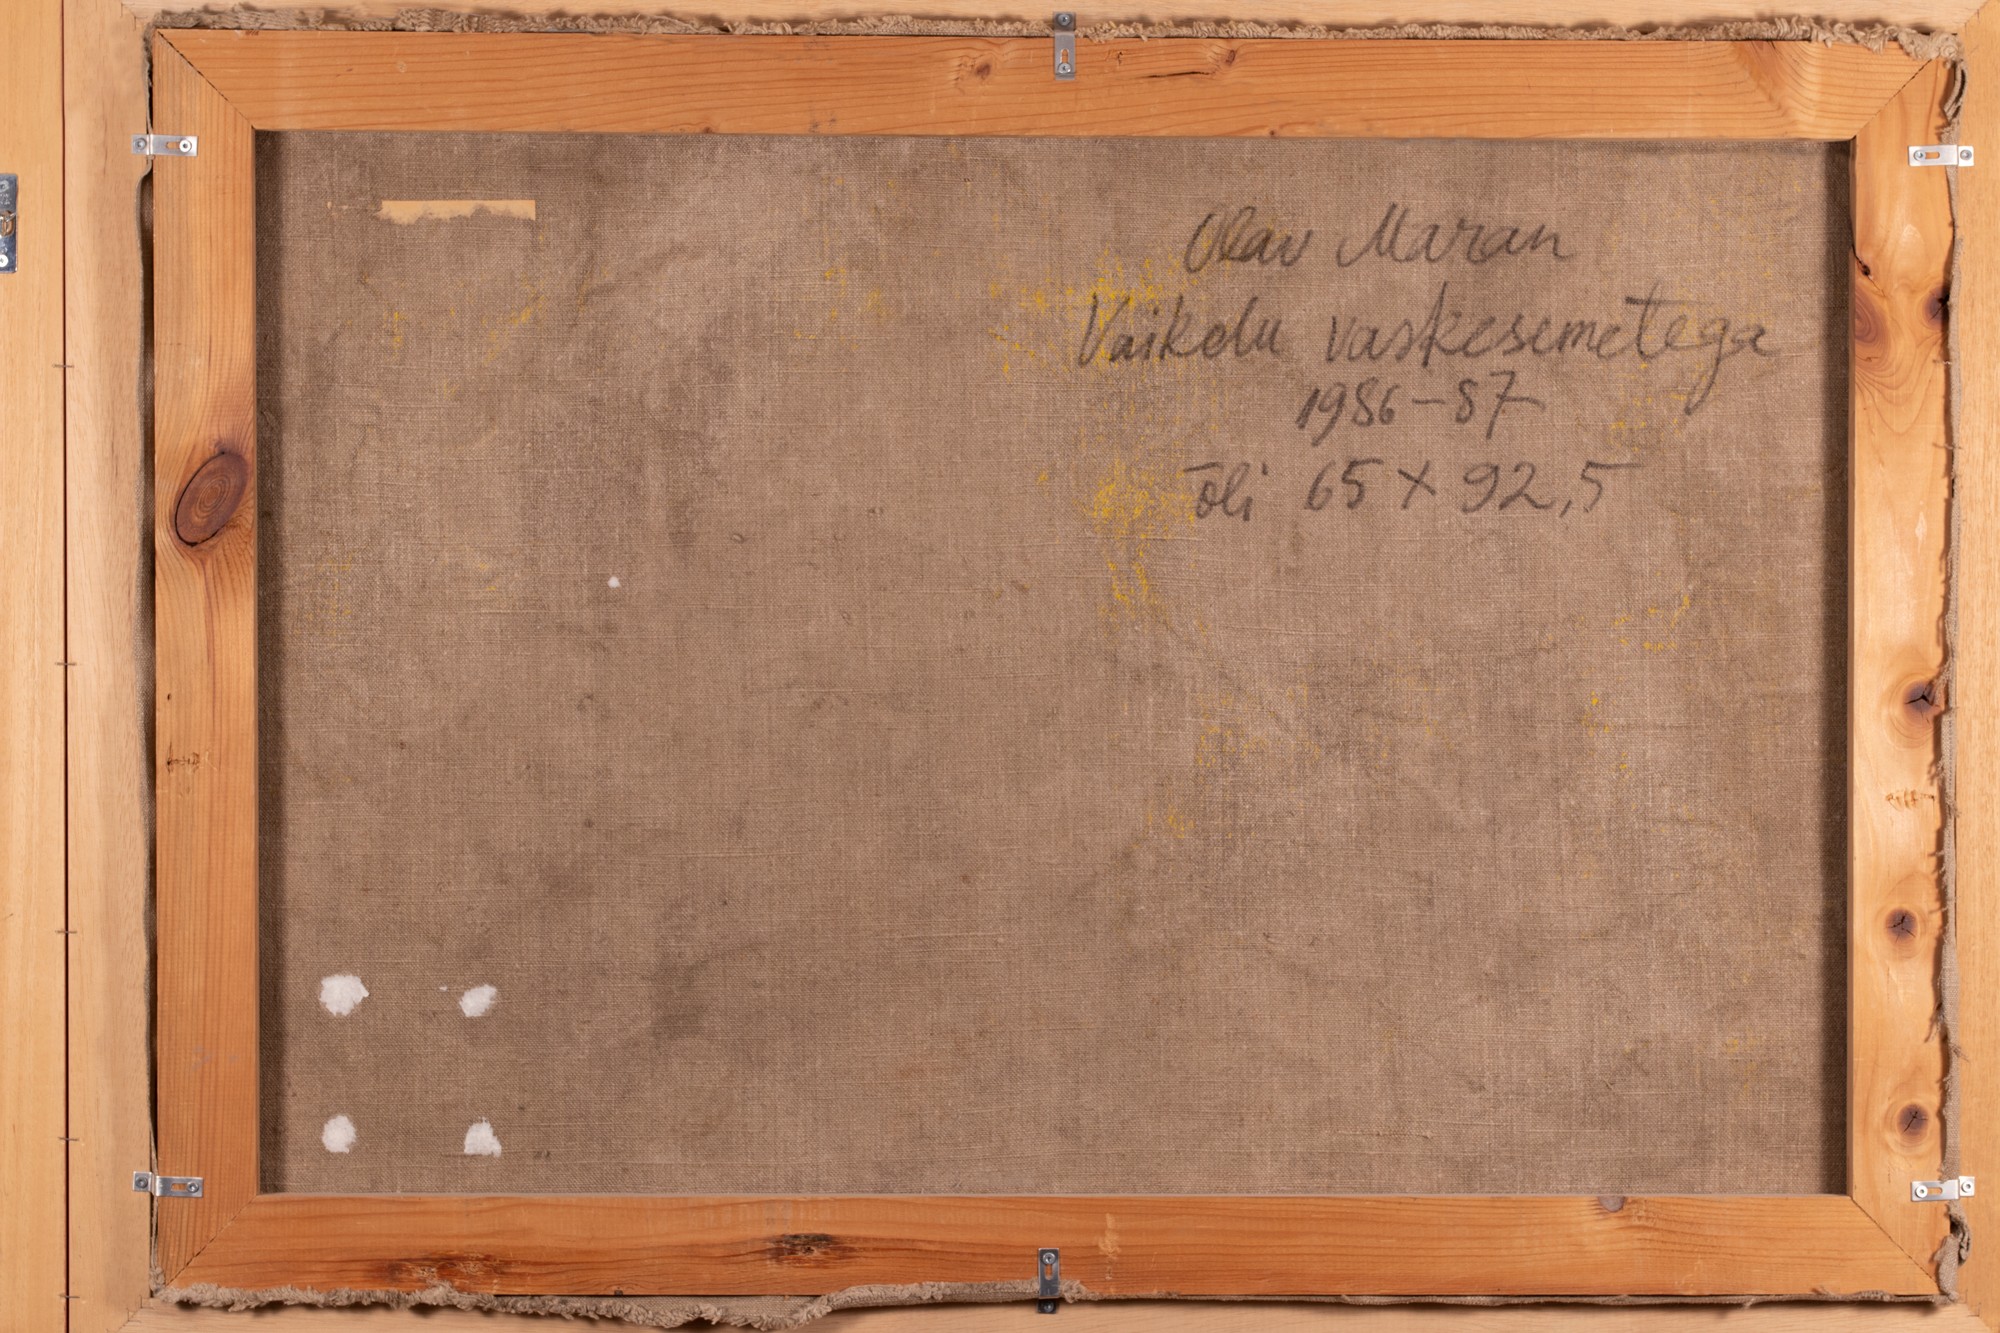 Olav Maran
Vaikelu vaskesemetega
1986-87
õli 65 x 92,5